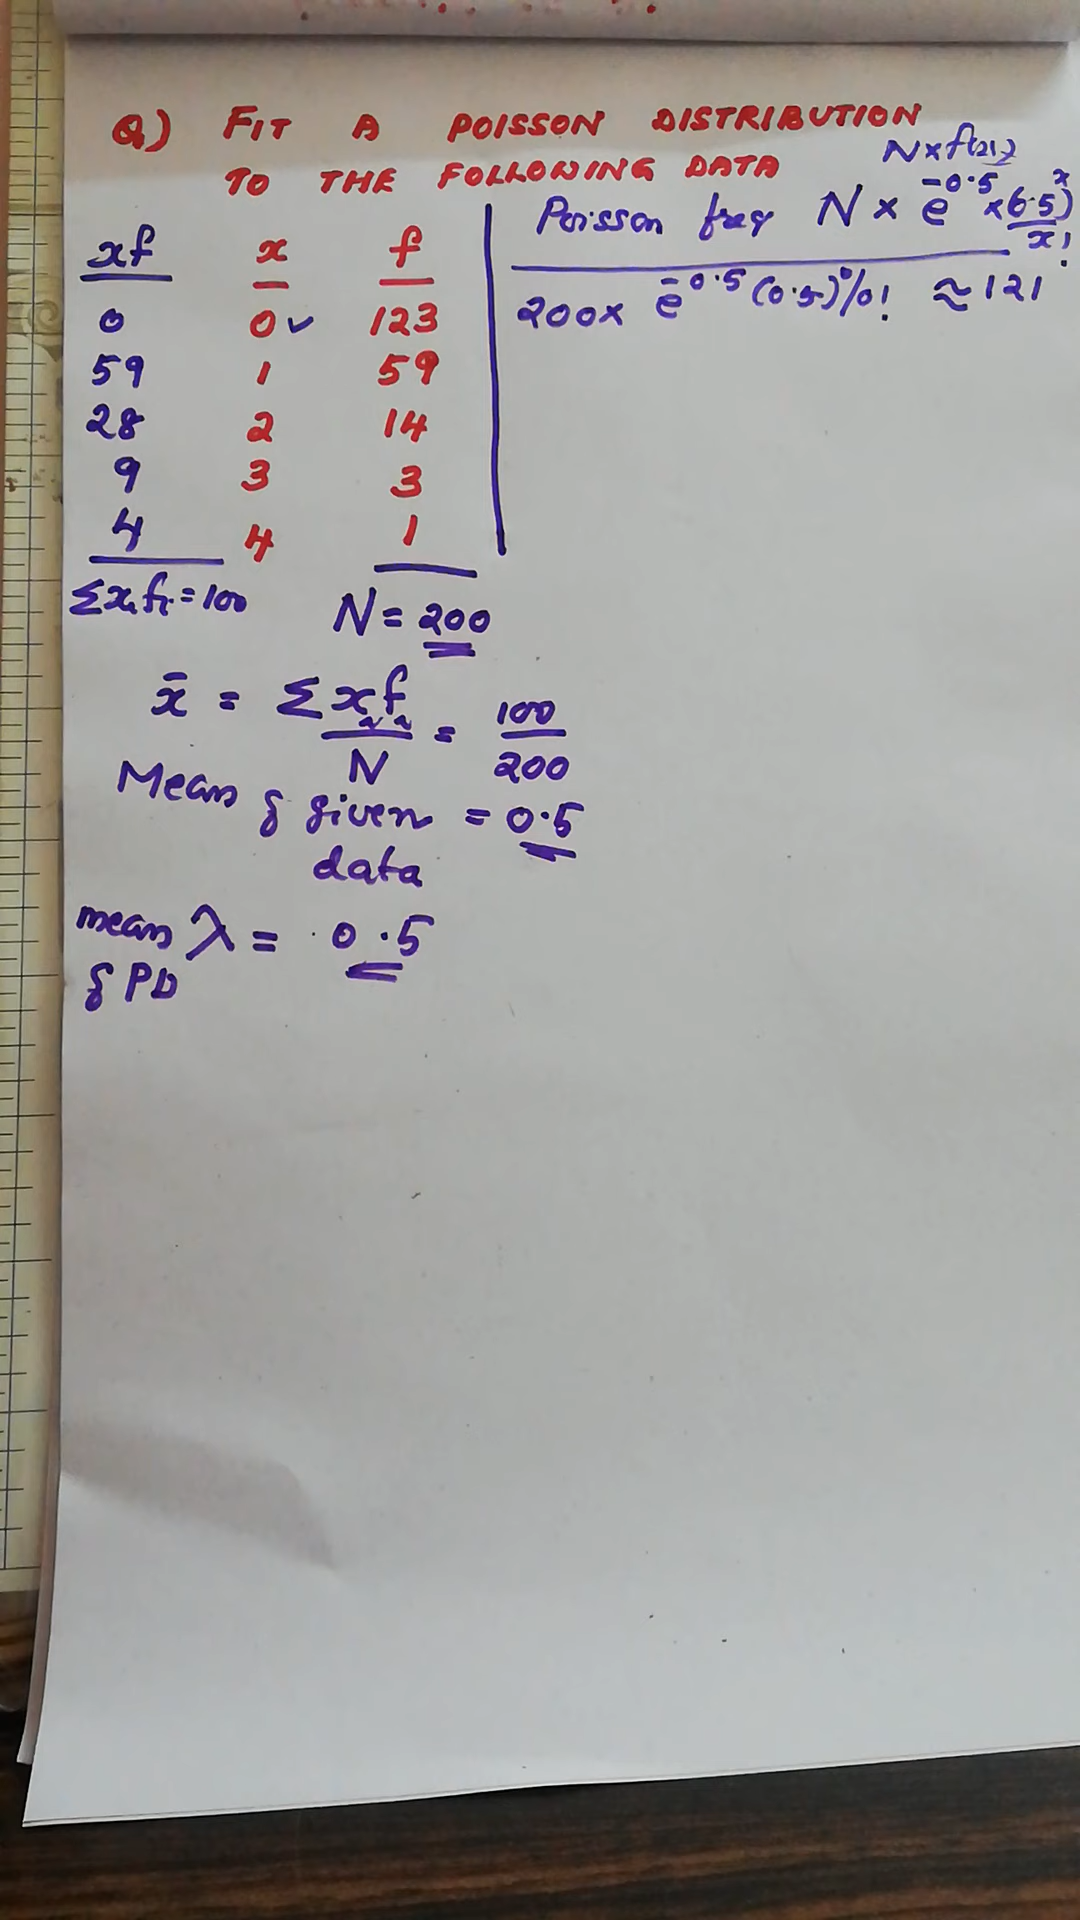 Q) FIT A POISSON DISTRIBUTION
TO THE FOLLOWING DATA
N×f(x)
Poisson freq N × e^-0.5 × (0.5)^x / x!
xf x f
0 0 ✓ 123
200 × e^-0.5 (0.5)^0/0! ≈ 121
59 1 59
28 2 14
9 3 3
4 4 1
Σxifi = 100 N = 200
x̄ = Σxf / N = 100 / 200
Mean of given data = 0.5
mean of PD λ = 0.5